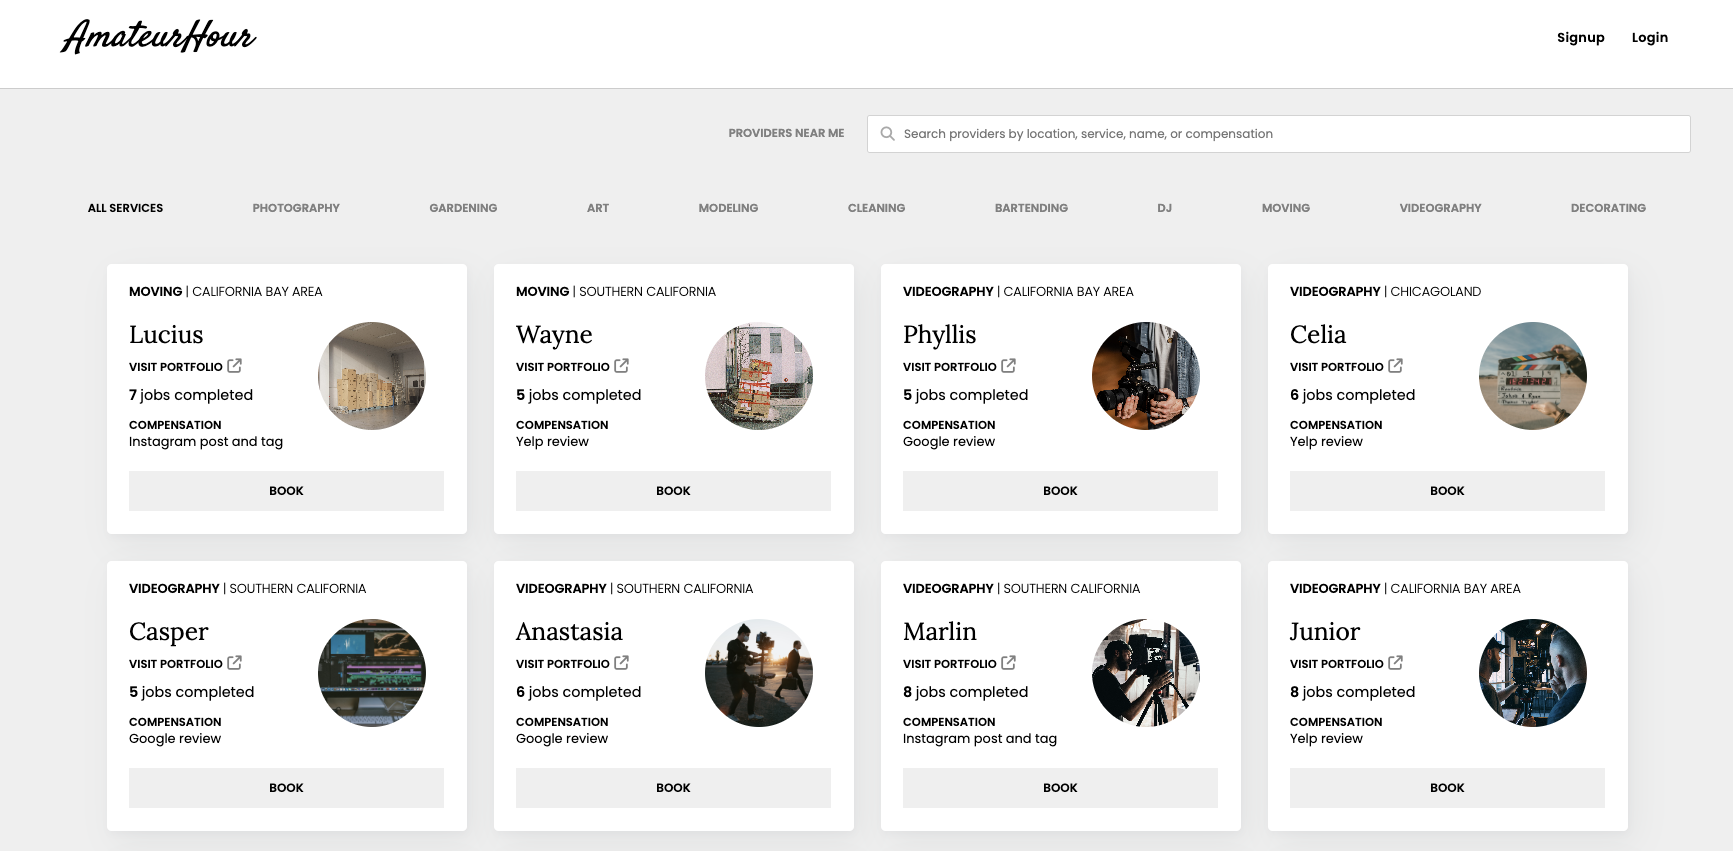 AmateurHour
Signup Login
PROVIDERS NEAR ME
Search providers by location, service, name, or compensation
ALL SERVICES PHOTOGRAPHY GARDENING ART MODELING CLEANING BARTENDING DJ MOVING VIDEOGRAPHY DECORATING
MOVING | CALIFORNIA BAY AREA
Lucius
VISIT PORTFOLIO
7 jobs completed
COMPENSATION
Instagram post and tag
BOOK
MOVING | SOUTHERN CALIFORNIA
Wayne
VISIT PORTFOLIO
5 jobs completed
COMPENSATION
Yelp review
BOOK
VIDEOGRAPHY | CALIFORNIA BAY AREA
Phyllis
VISIT PORTFOLIO
5 jobs completed
COMPENSATION
Google review
BOOK
VIDEOGRAPHY | CHICAGOLAND
Celia
VISIT PORTFOLIO
6 jobs completed
COMPENSATION
Yelp review
BOOK
VIDEOGRAPHY | SOUTHERN CALIFORNIA
Casper
VISIT PORTFOLIO
5 jobs completed
COMPENSATION
Google review
BOOK
VIDEOGRAPHY | SOUTHERN CALIFORNIA
Anastasia
VISIT PORTFOLIO
6 jobs completed
COMPENSATION
Google review
BOOK
VIDEOGRAPHY | SOUTHERN CALIFORNIA
Marlin
VISIT PORTFOLIO
8 jobs completed
COMPENSATION
Instagram post and tag
BOOK
VIDEOGRAPHY | CALIFORNIA BAY AREA
Junior
VISIT PORTFOLIO
8 jobs completed
COMPENSATION
Yelp review
BOOK